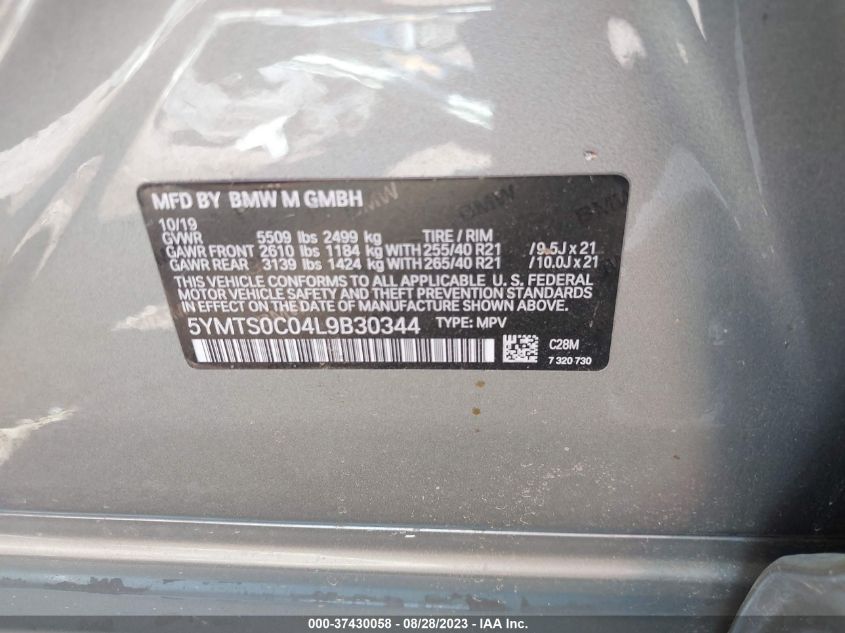 MFD BY BMW M GMBH
10/19
GVWR 5509 lbs 2499 kg TIRE / RIM
GAWR FRONT 2610 lbs 1184 kg WITH 255/40 R21 /9.5J x 21
GAWR REAR 3139 lbs 1424 kg WITH 265/40 R21 /10.0J x 21
THIS VEHICLE CONFORMS TO ALL APPLICABLE U. S. FEDERAL
MOTOR VEHICLE SAFETY AND THEFT PREVENTION STANDARDS
IN EFFECT ON THE DATE OF MANUFACTURE SHOWN ABOVE.
5YMTS0C04L9B30344 TYPE: MPV
C28M
7 320 730
000-37430058 - 08/28/2023 - IAAI.com